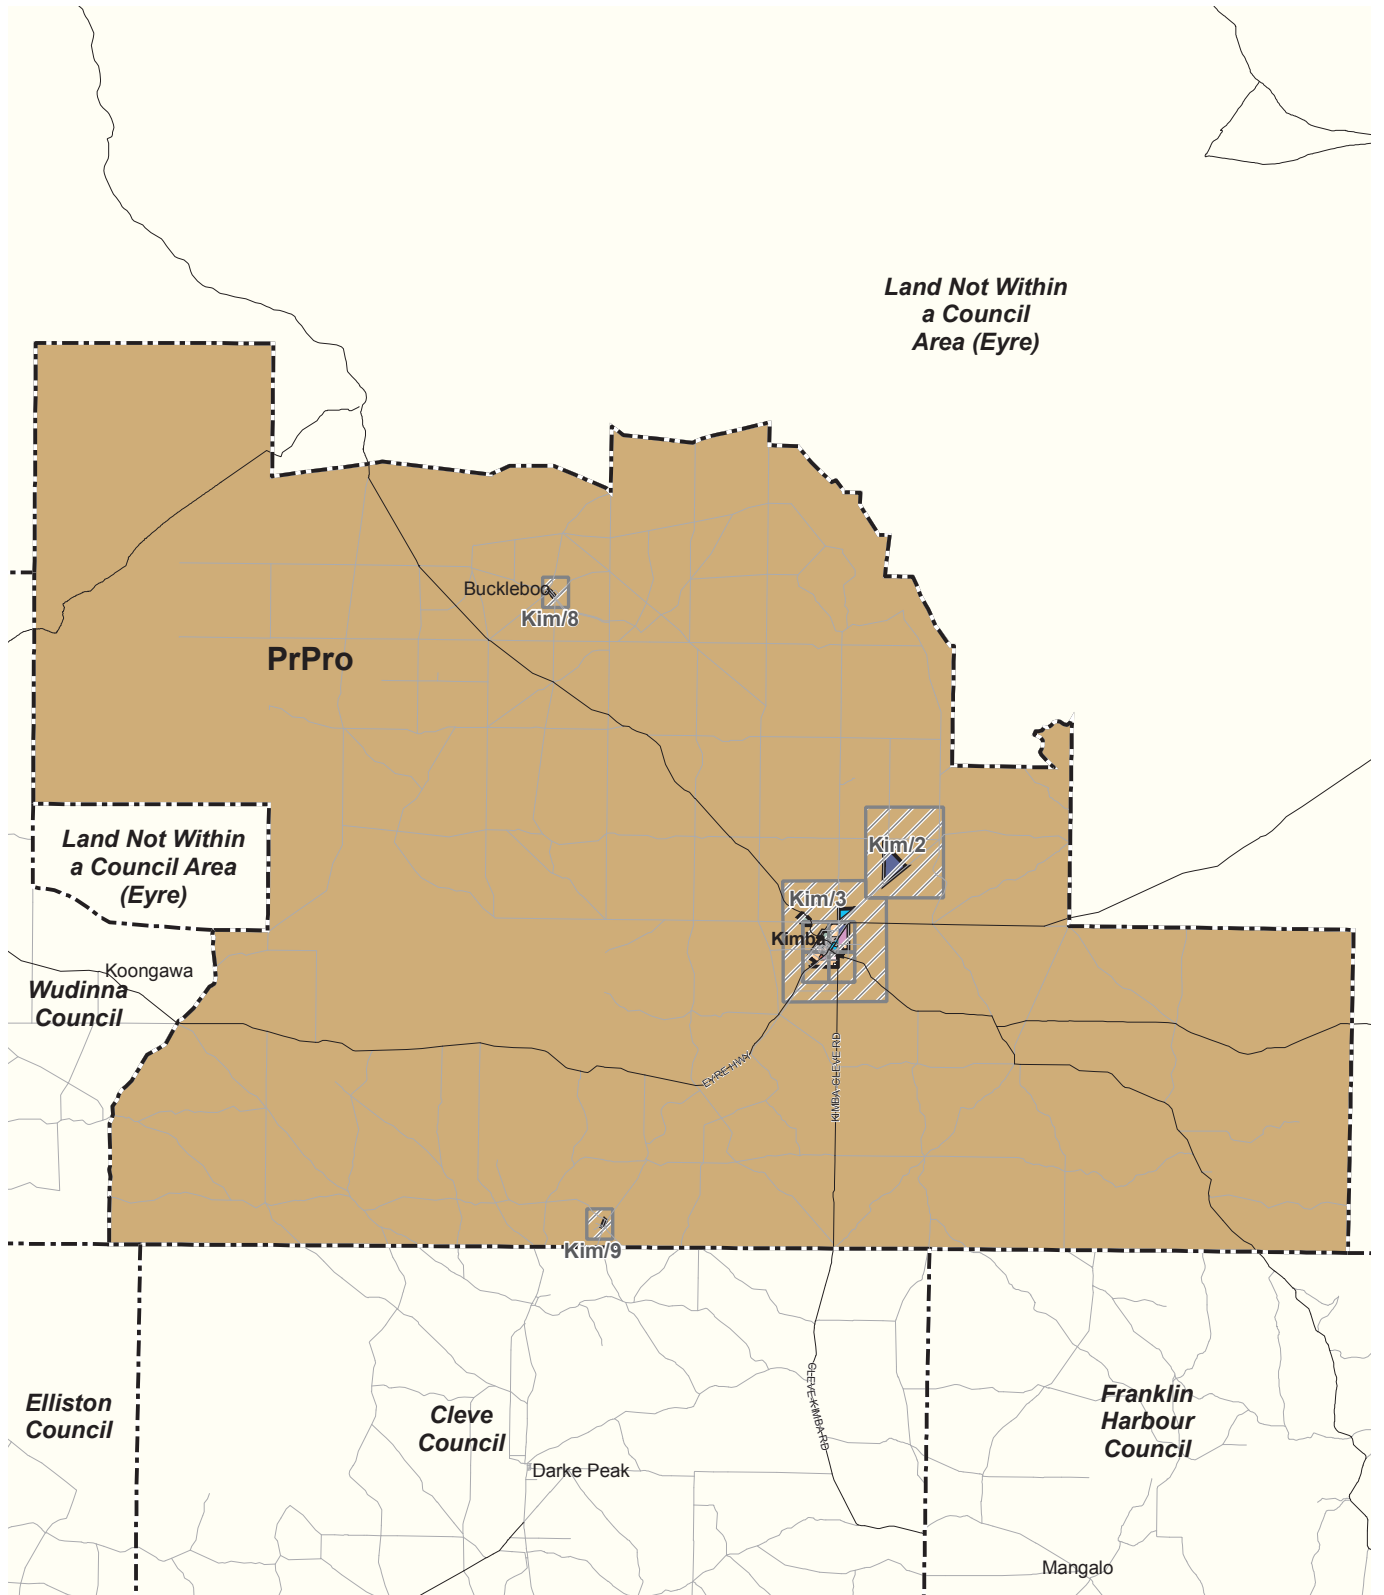 Land Not Within
a Council
Area (Eyre)
Buckleboo
Kim/8
PrPro
Land Not Within
a Council Area
(Eyre)
Kim/2
Kim/3
Kimba
Koongawa
Wudinna
Council
EYRE HWY
KIMBA-CLEVE RD
Kim/9
Elliston
Council
Cleve
Council
CLEVE-KIMBA RD
Franklin
Harbour
Council
Darke Peak
Mangalo